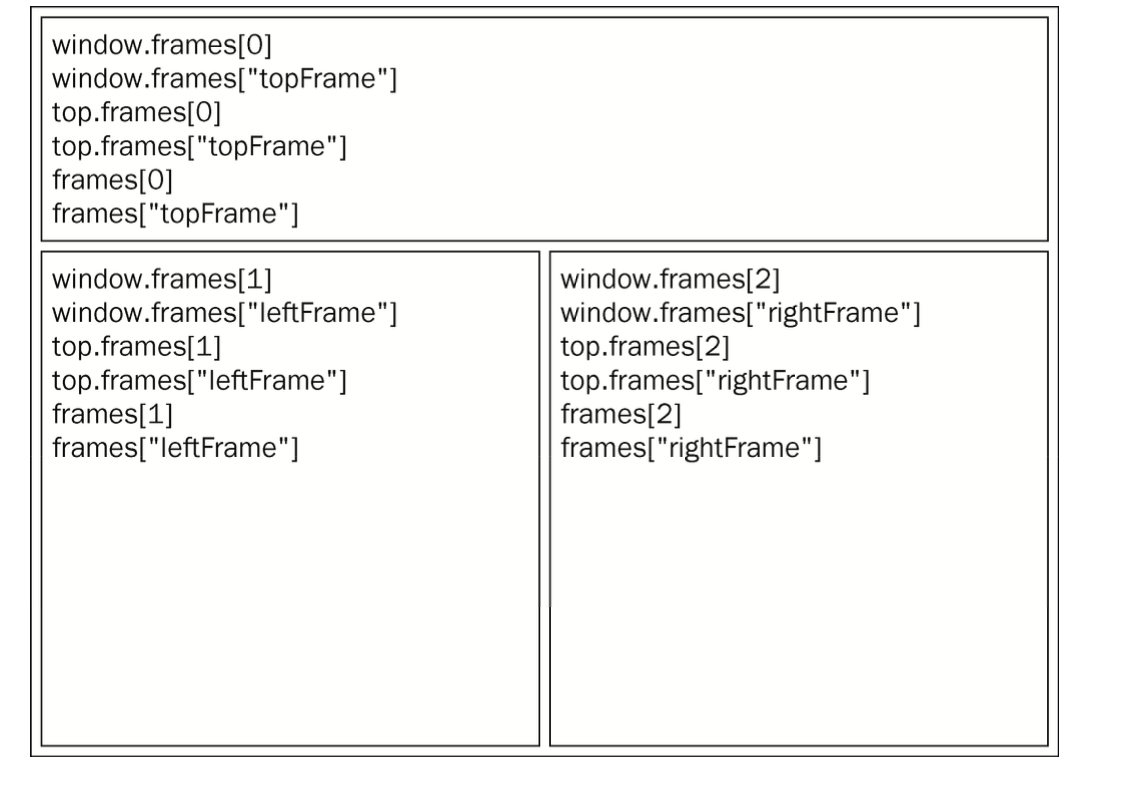 window.frames[0]
window.frames["topFrame"]
top.frames[0]
top.frames["topFrame"]
frames[0]
frames["topFrame"]
window.frames[1]
window.frames["leftFrame"]
top.frames[1]
top.frames["leftFrame"]
frames[1]
frames["leftFrame"]
window.frames[2]
window.frames["rightFrame"]
top.frames[2]
top.frames["rightFrame"]
frames[2]
frames["rightFrame"]